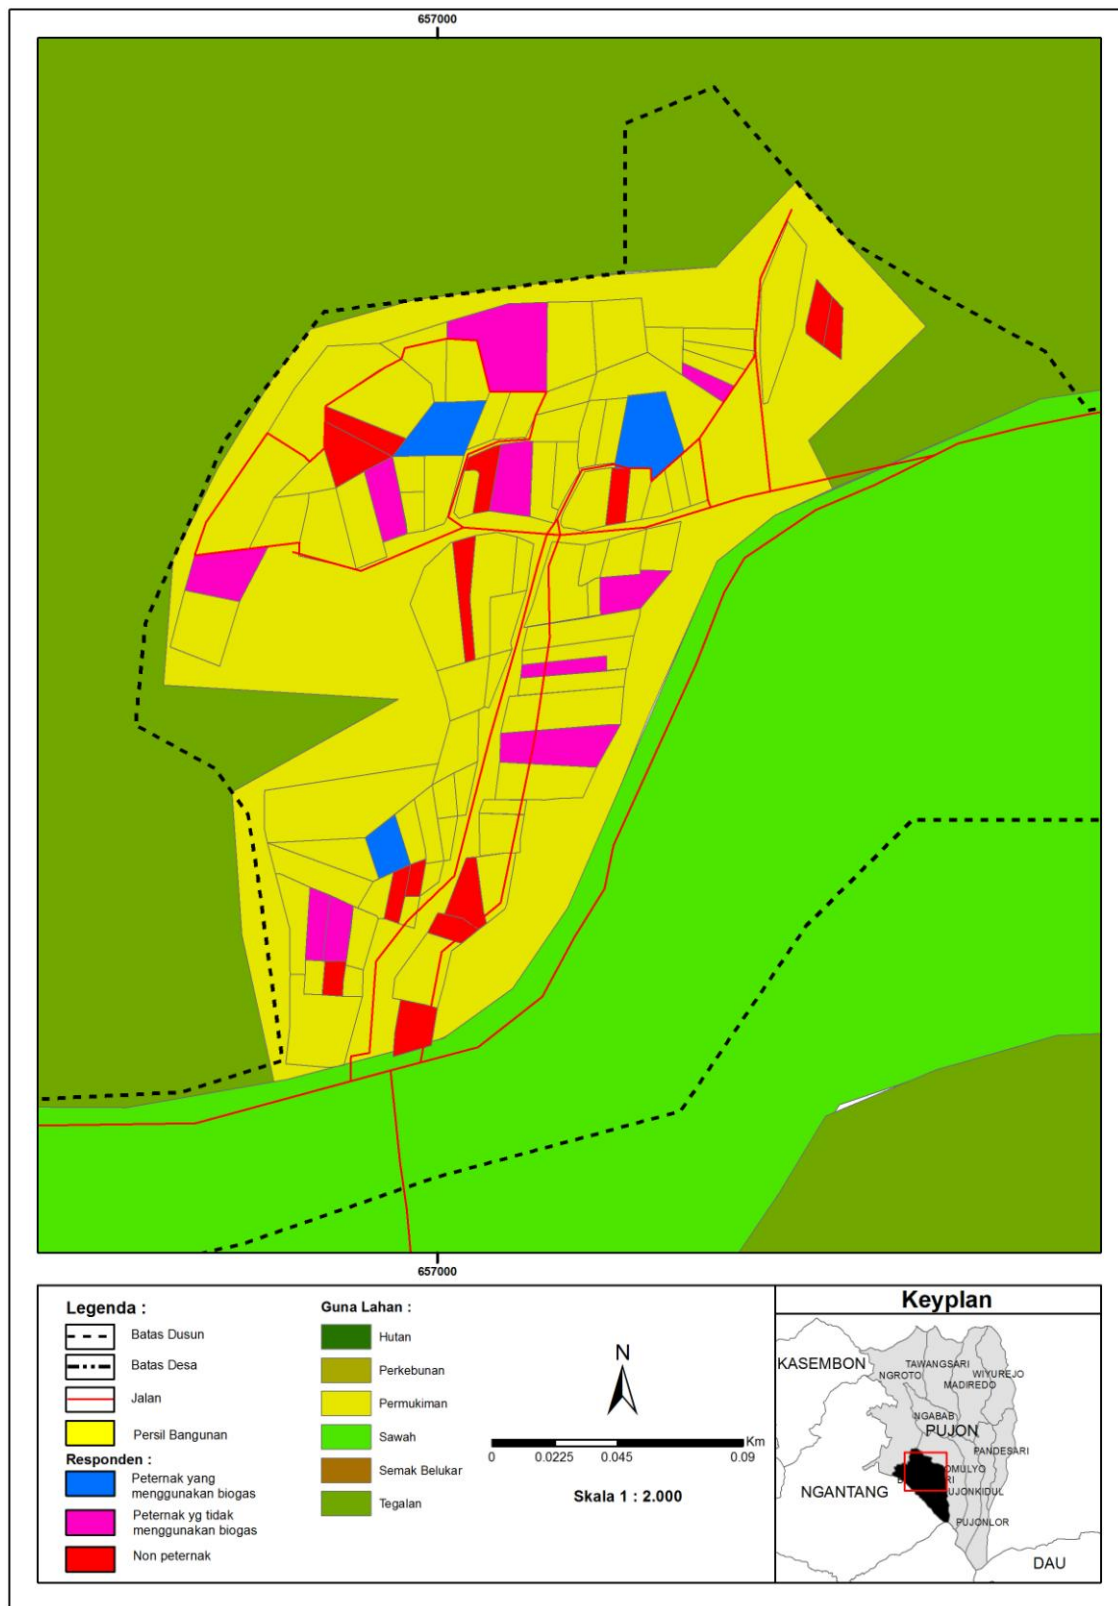 657000
657000
Legenda :
Batas Dusun
Batas Desa
Jalan
Persil Bangunan
Responden :
Peternak yang
menggunakan biogas
Peternak yg tidak
menggunakan biogas
Non peternak
Guna Lahan :
Hutan
Perkebunan
Permukiman
Sawah
Semak Belukar
Tegalan
N
Km
0 0.0225 0.045 0.09
Skala 1 : 2.000
Keyplan
KASEMBON
TAWANGSARI
NGROTO
WIYUREJO
MADIREDO
NGABAB
PUJON
PANDESARI
OMULYO
NGANTANG
UJONKIDUL
PUJONLOR
DAU